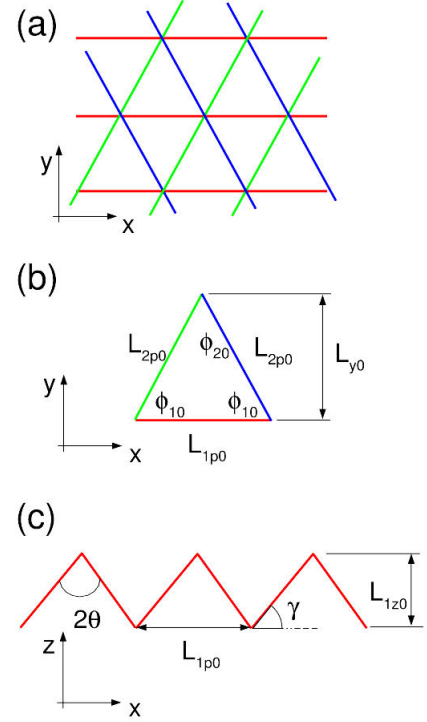 (a)
y
x
(b)
L2p0 ϕ20 L2p0 Ly0
y ϕ10 ϕ10
x L1p0
(c)
2θ γ L1z0
z L1p0
x